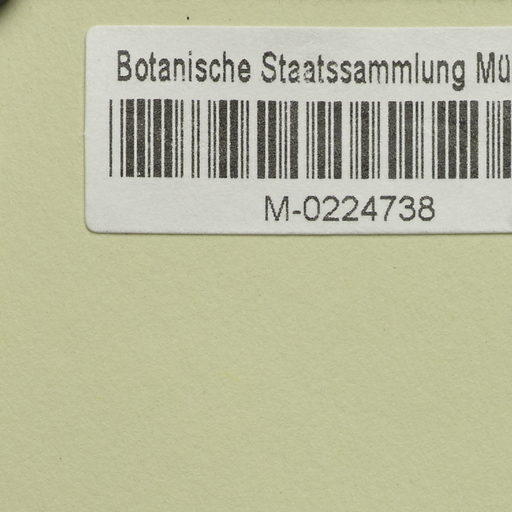 Botanische Staatssammlung Mü
M-0224738